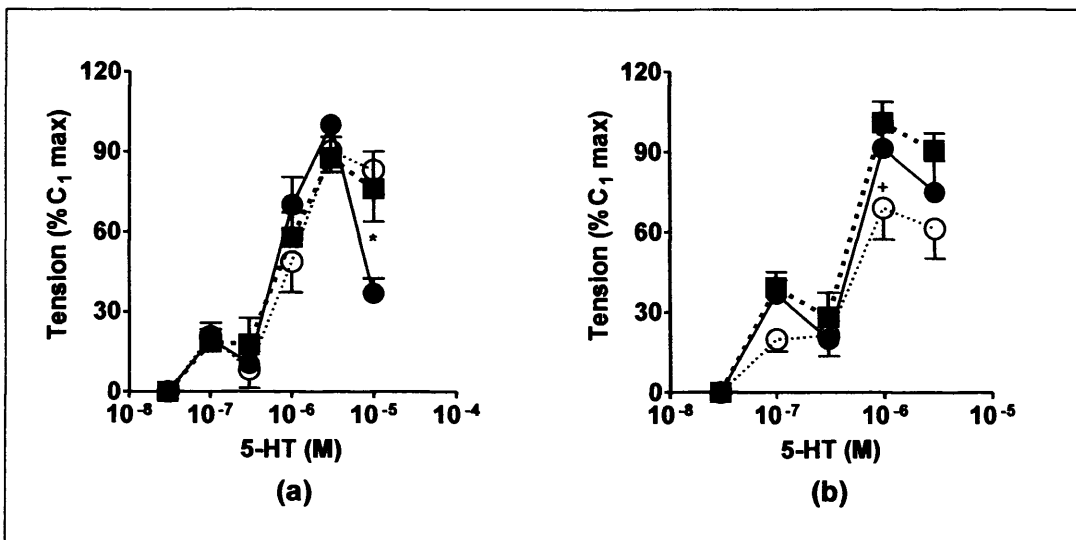 120
90
60
30
0
Tension (%C₁ max)
*
10⁻⁸ 10⁻⁷ 10⁻⁶ 10⁻⁵ 10⁻⁴
5-HT (M)
(a)
120
90
60
30
0
Tension (%C₁ max)
+
10⁻⁸ 10⁻⁷ 10⁻⁶ 10⁻⁵
5-HT (M)
(b)